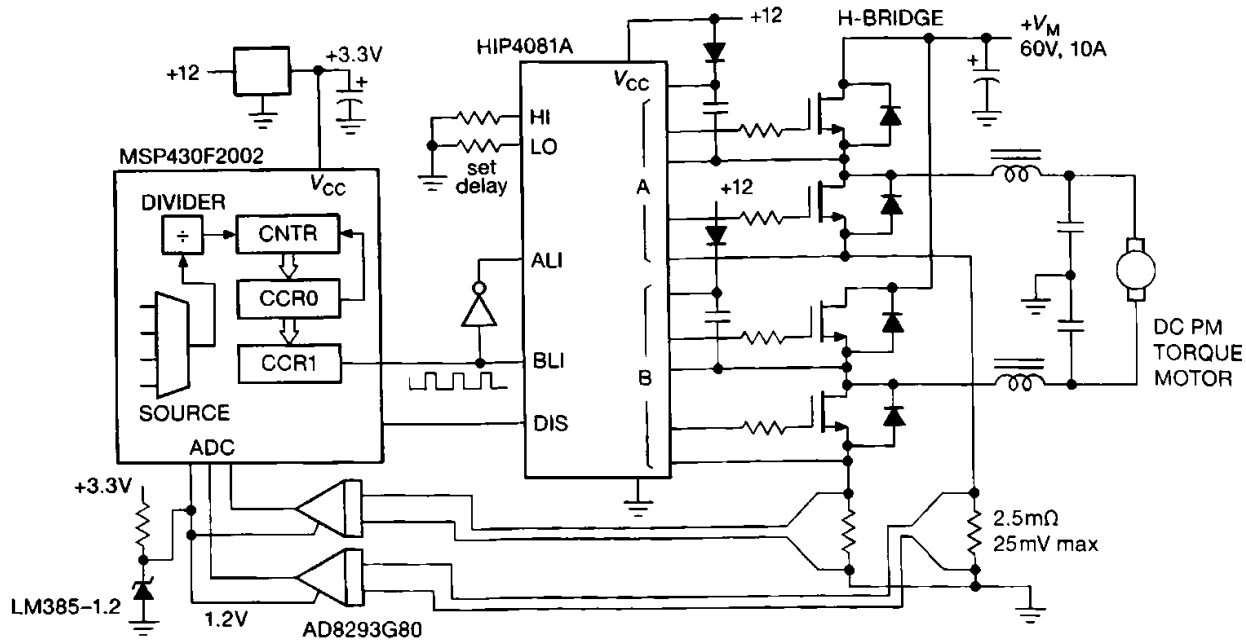 H-BRIDGE
+12
+V_M
60V, 10A
HIP4081A
+3.3V
+12
V_CC
HI
LO
set
delay
MSP430F2002
V_CC
DIVIDER
÷
CNTR
A
+12
ALI
CCR0
CCR1
BLI
B
DC PM
TORQUE
MOTOR
SOURCE
DIS
ADC
+3.3V
2.5mΩ
25mV max
LM385–1.2
1.2V
AD8293G80